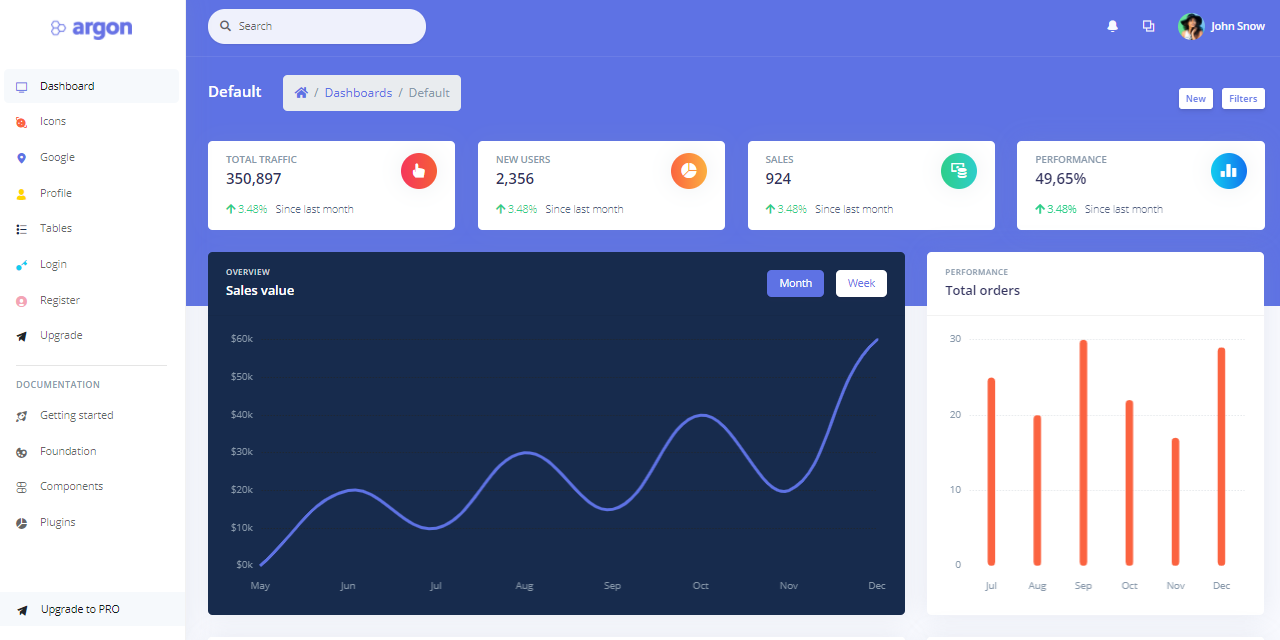 argon
Dashboard
Icons
Google
Profile
Tables
Login
Register
Upgrade
DOCUMENTATION
Getting started
Foundation
Components
Plugins
Upgrade to PRO
Search
John Snow
Default
/ Dashboards / Default
New
Filters
TOTAL TRAFFIC
350,897
3.48% Since last month
NEW USERS
2,356
3.48% Since last month
SALES
924
3.48% Since last month
PERFORMANCE
49,65%
3.48% Since last month
OVERVIEW
Sales value
Month
Week
$60k
$50k
$40k
$30k
$20k
$10k
$0k
May Jun Jul Aug Sep Oct Nov Dec
PERFORMANCE
Total orders
30
20
10
0
Jul Aug Sep Oct Nov Dec